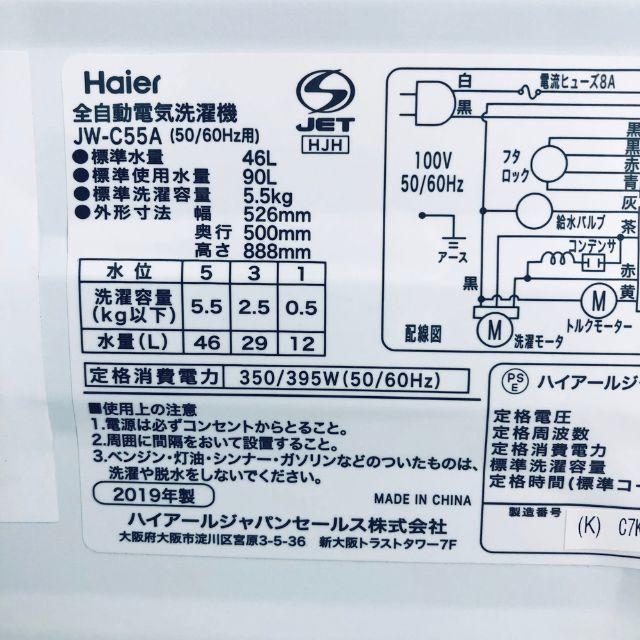 Haier
全自動電気洗濯機
JW-C55A (50/60Hz用)
S
JET
HJH
●標準水量 46L
●標準使用水量 90L
●標準洗濯容量 5.5kg
●外形寸法 幅 526mm
奥行 500mm
高さ 888mm
水位 5 3 1
洗濯容量(kg以下) 5.5 2.5 0.5
水量(L) 46 29 12
定格消費電力 350/395W(50/60Hz)
■使用上の注意
1.電源は必ずコンセントからとること。
2.周囲に間隔をおいて設置すること。
3.ベンジン・灯油・シンナー・ガソリンなどのついたものは、
洗濯や脱水をしないでください。
2019年製
MADE IN CHINA
ハイアールジャパンセールス株式会社
大阪府大阪市淀川区宮原3-5-36 新大阪トラストタワー7F
白
電流ヒューズ8A
黒
100V
50/60Hz
フタ
ロック
黒
黒
赤
青
灰
給水バルブ
茶
アース
コンデンサ
赤
黒
黄
M
トルクモーター
M
洗濯モータ
配線図
PSE ハイアールジャ
定格電圧
定格周波数
定格消費電力
標準洗濯容量
定格時間(標準コー
製造番号
(K) C7K